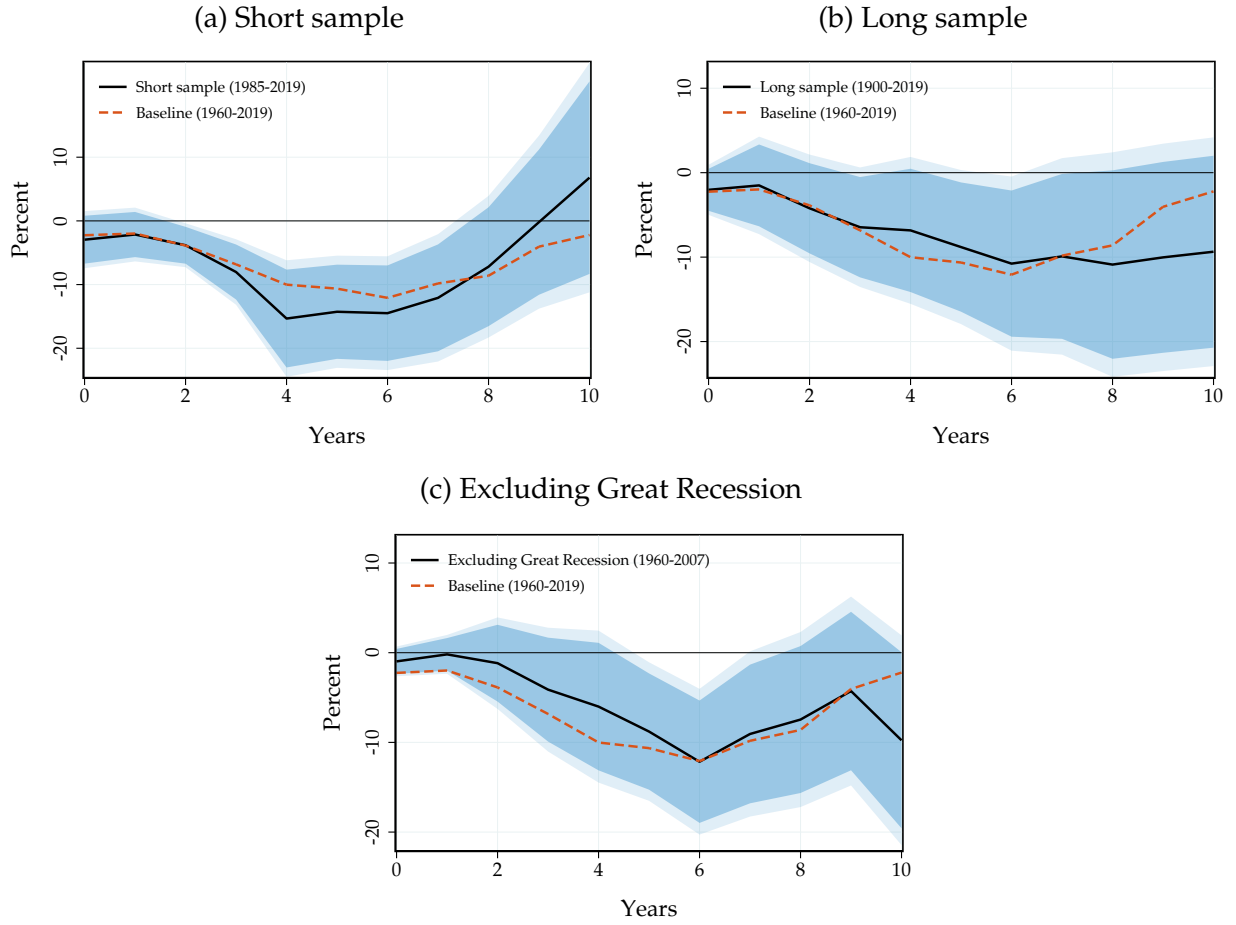 (a) Short sample
Short sample (1985-2019)
Baseline (1960-2019)
Percent
10
0
-10
-20
0 2 4 6 8 10
Years
(b) Long sample
Long sample (1900-2019)
Baseline (1960-2019)
Percent
10
0
-10
-20
0 2 4 6 8 10
Years
(c) Excluding Great Recession
Excluding Great Recession (1960-2007)
Baseline (1960-2019)
Percent
10
0
-10
-20
0 2 4 6 8 10
Years